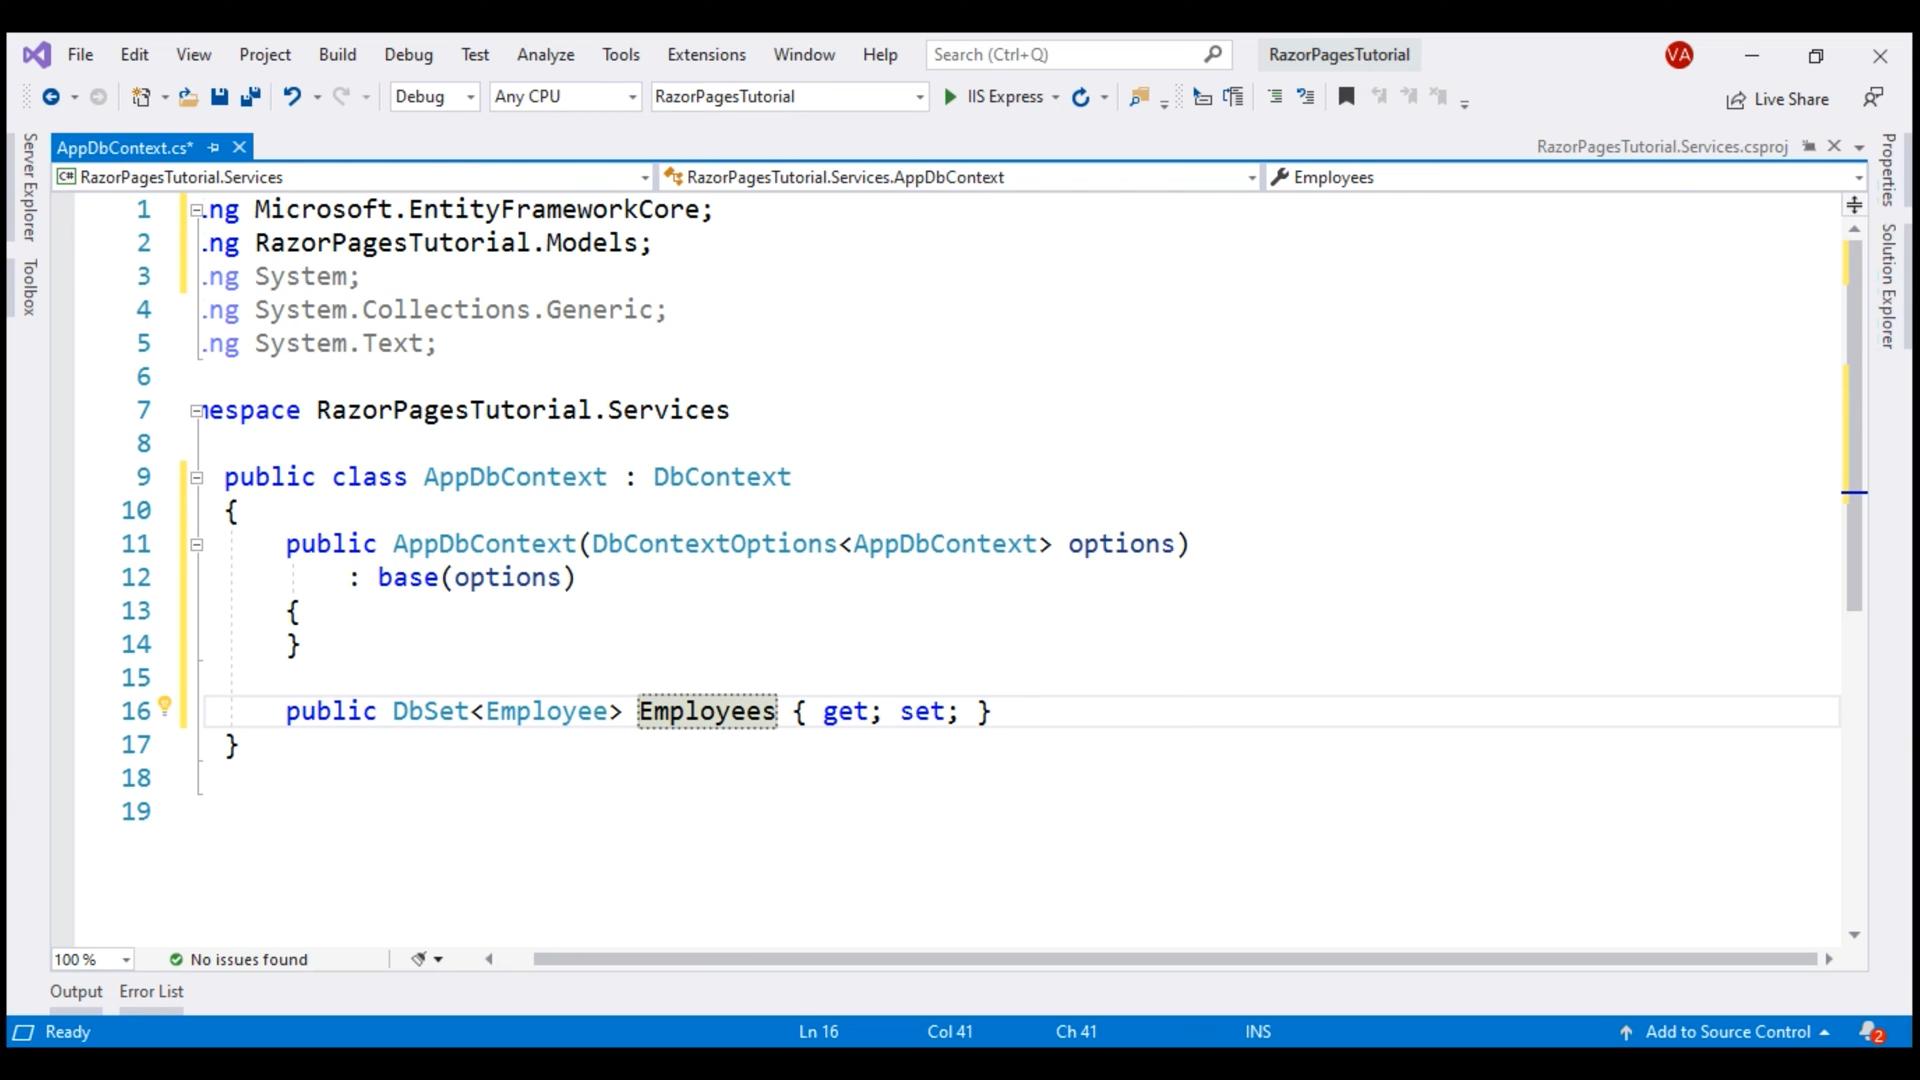 File Edit View Project Build Debug Test Analyze Tools Extensions Window Help Search (Ctrl+Q) RazorPagesTutorial VA
Debug Any CPU RazorPagesTutorial IIS Express Live Share
Server Explorer
Toolbox
AppDbContext.cs* RazorPagesTutorial.Services.csproj
C# RazorPagesTutorial.Services RazorPagesTutorial.Services.AppDbContext Employees
1 ng Microsoft.EntityFrameworkCore;
2 ng RazorPagesTutorial.Models;
3 ng System;
4 ng System.Collections.Generic;
5 ng System.Text;
6
7 espace RazorPagesTutorial.Services
8
9 public class AppDbContext : DbContext
10 {
11 public AppDbContext(DbContextOptions<AppDbContext> options)
12 : base(options)
13 {
14 }
15
16 public DbSet<Employee> Employees { get; set; }
17 }
18
19
Properties
Solution Explorer
100 % No issues found
Output Error List
Ready Ln 16 Col 41 Ch 41 INS Add to Source Control 2